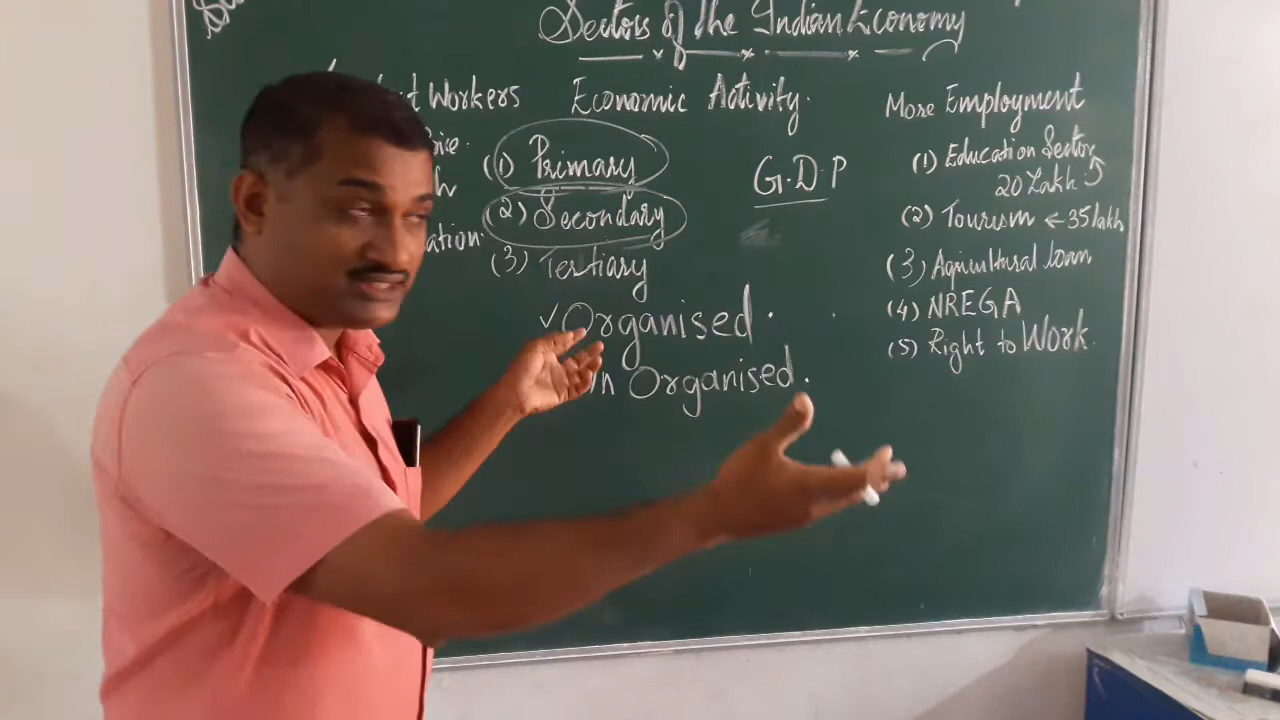 Sectors of the Indian Economy
Workers
Economic Activity.
(1) Primary
(2) Secondary
(3) Tertiary
G.D.P
✓ Organised.
Organised.
More Employment
(1) Education Sector
20 Lakh
(2) Tourism ← 35 lakh
(3) Agricultural loan
(4) NREGA
(5) Right to Work.